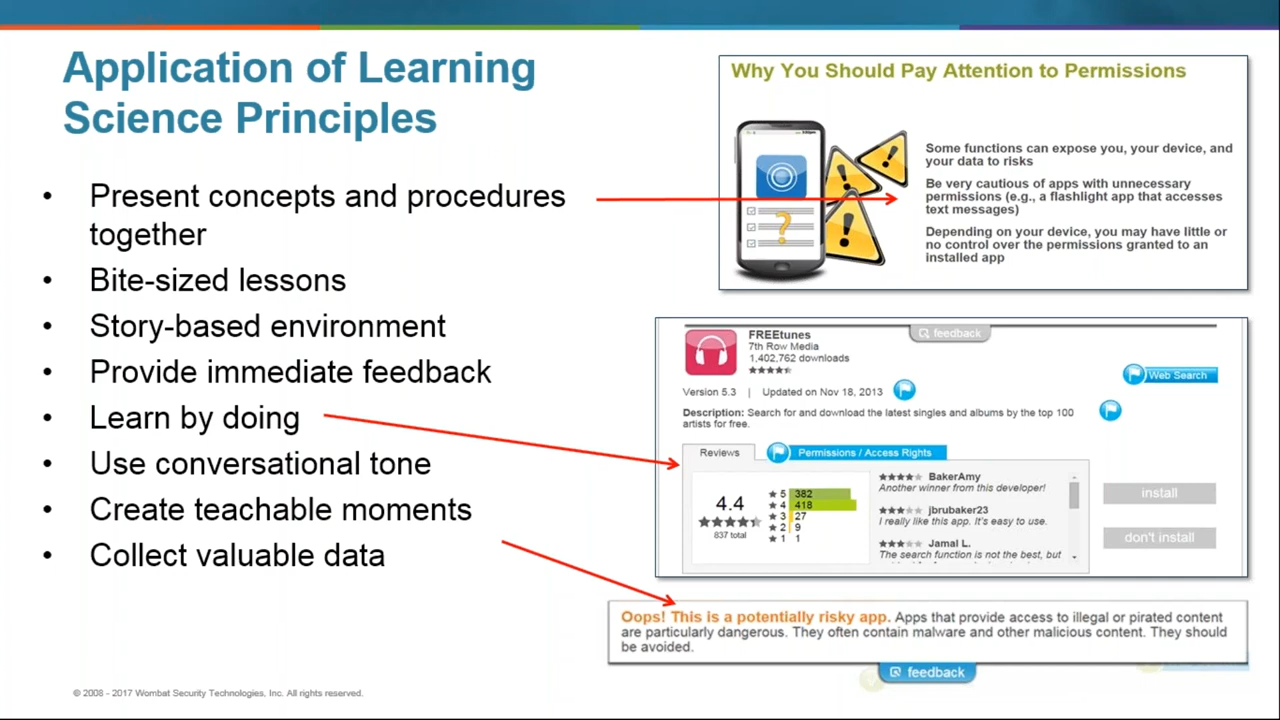 Application of Learning
Science Principles
• Present concepts and procedures
together
• Bite-sized lessons
• Story-based environment
• Provide immediate feedback
• Learn by doing
• Use conversational tone
• Create teachable moments
• Collect valuable data
Why You Should Pay Attention to Permissions
Some functions can expose you, your device, and
your data to risks
Be very cautious of apps with unnecessary
permissions (e.g., a flashlight app that accesses
text messages)
Depending on your device, you may have little or
no control over the permissions granted to an
installed app
?
FREEtunes
7th Row Media
1,402,762 downloads
feedback
Web Search
Version 5.3 | Updated on Nov 18, 2013
Description: Search for and download the latest singles and albums by the top 100
artists for free.
Reviews
Permissions / Access Rights
4.4
837 total
★ 5 382
★ 4 418
★ 3 27
★ 2 9
★ 1 1
BakerAmy
Another winner from this developer!
jbrubaker23
I really like this app. It's easy to use.
Jamal L.
The search function is not the best, but
install
don't install
Oops! This is a potentially risky app. Apps that provide access to illegal or pirated content
are particularly dangerous. They often contain malware and other malicious content. They should
be avoided.
feedback
© 2008 - 2017 Wombat Security Technologies, Inc. All rights reserved.